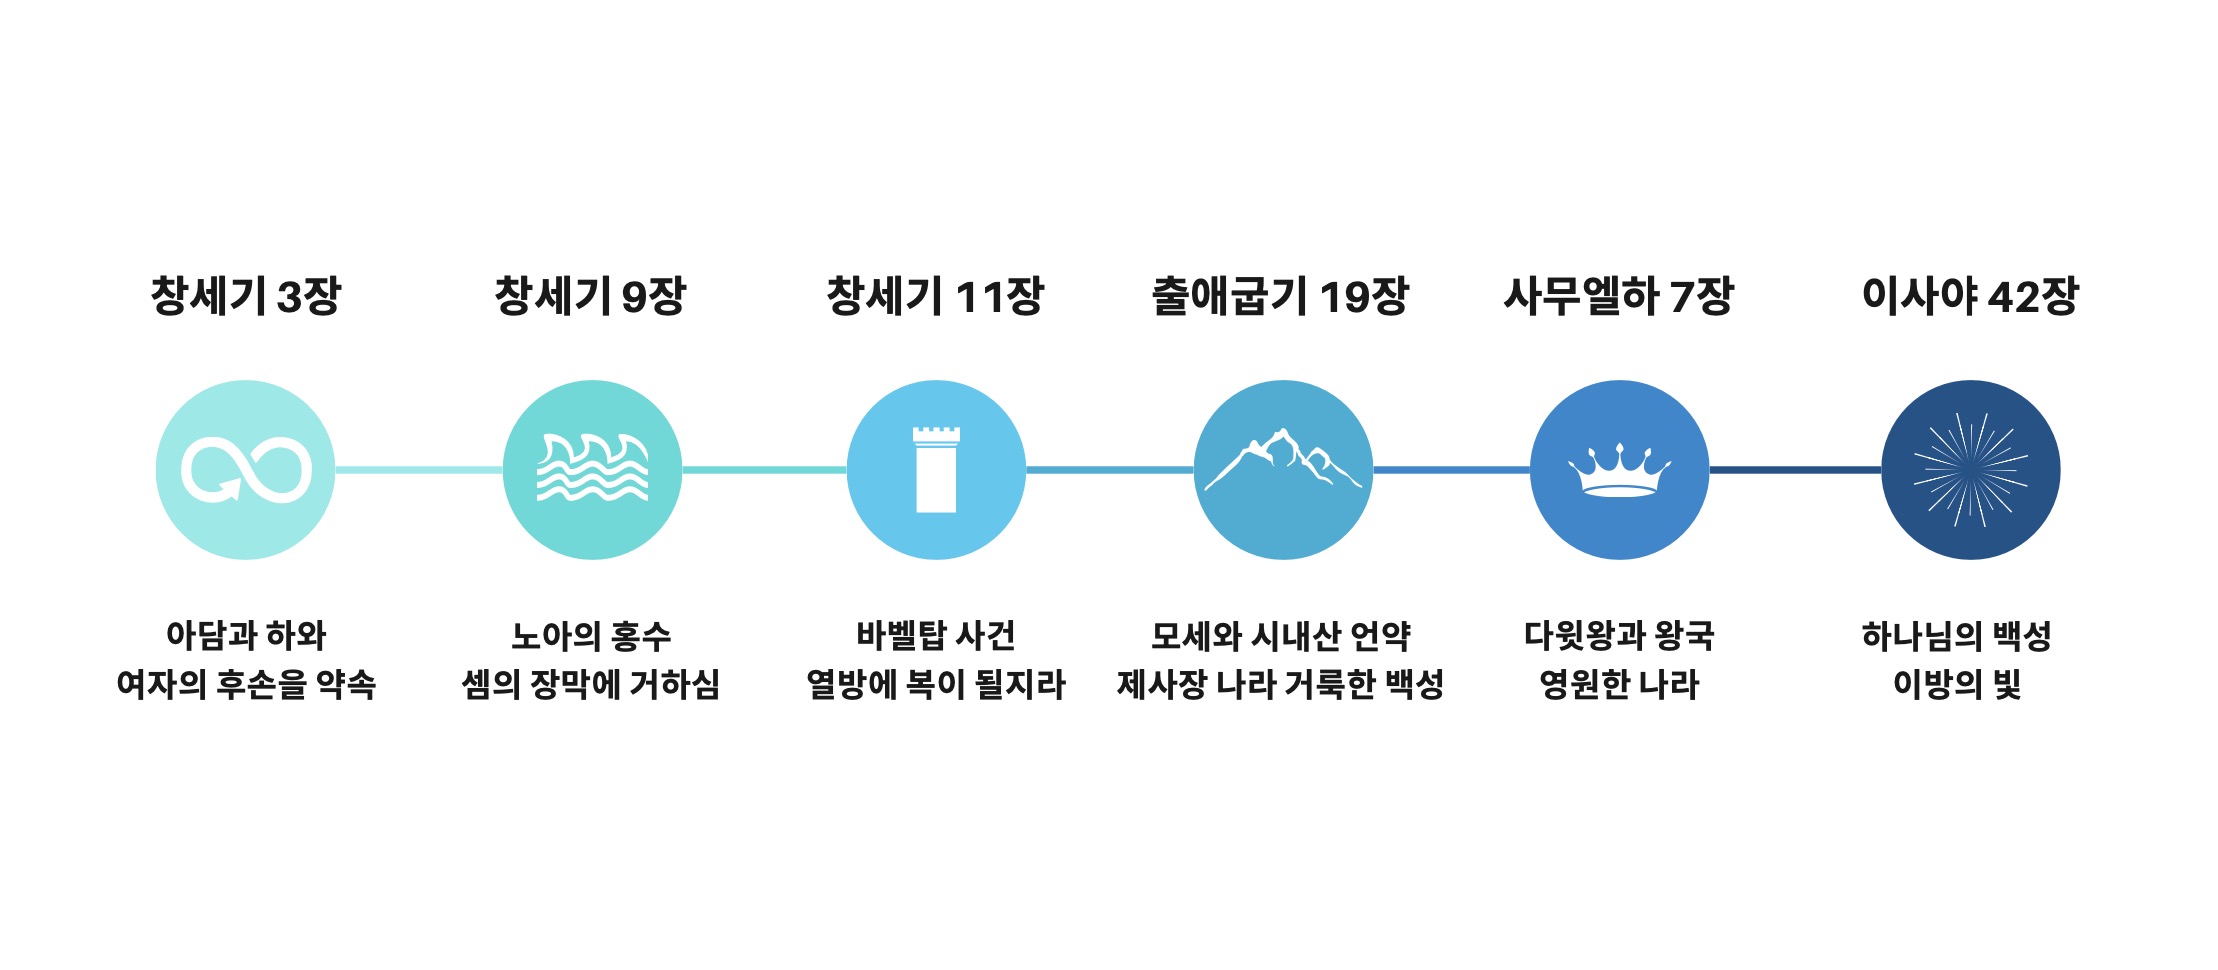 창세기 3장
창세기 9장
창세기 11장
출애굽기 19장
사무엘하 7장
이사야 42장
아담과 하와
여자의 후손을 약속
노아의 홍수
셈의 장막에 거하심
바벨탑 사건
열방에 복이 될지라
모세와 시내산 언약
제사장 나라 거룩한 백성
다윗왕과 왕국
영원한 나라
하나님의 백성
이방의 빛